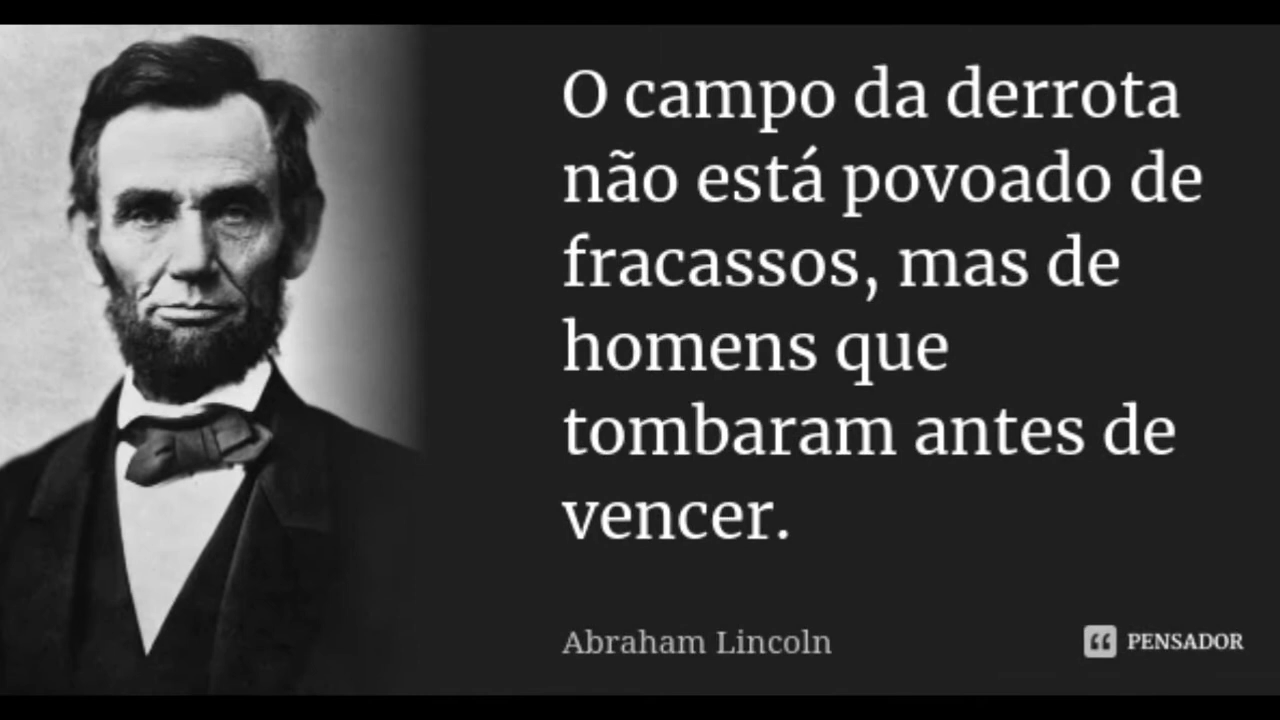 O campo da derrota
não está povoado de
fracassos, mas de
homens que
tombaram antes de
vencer.
Abraham Lincoln
PENSADOR